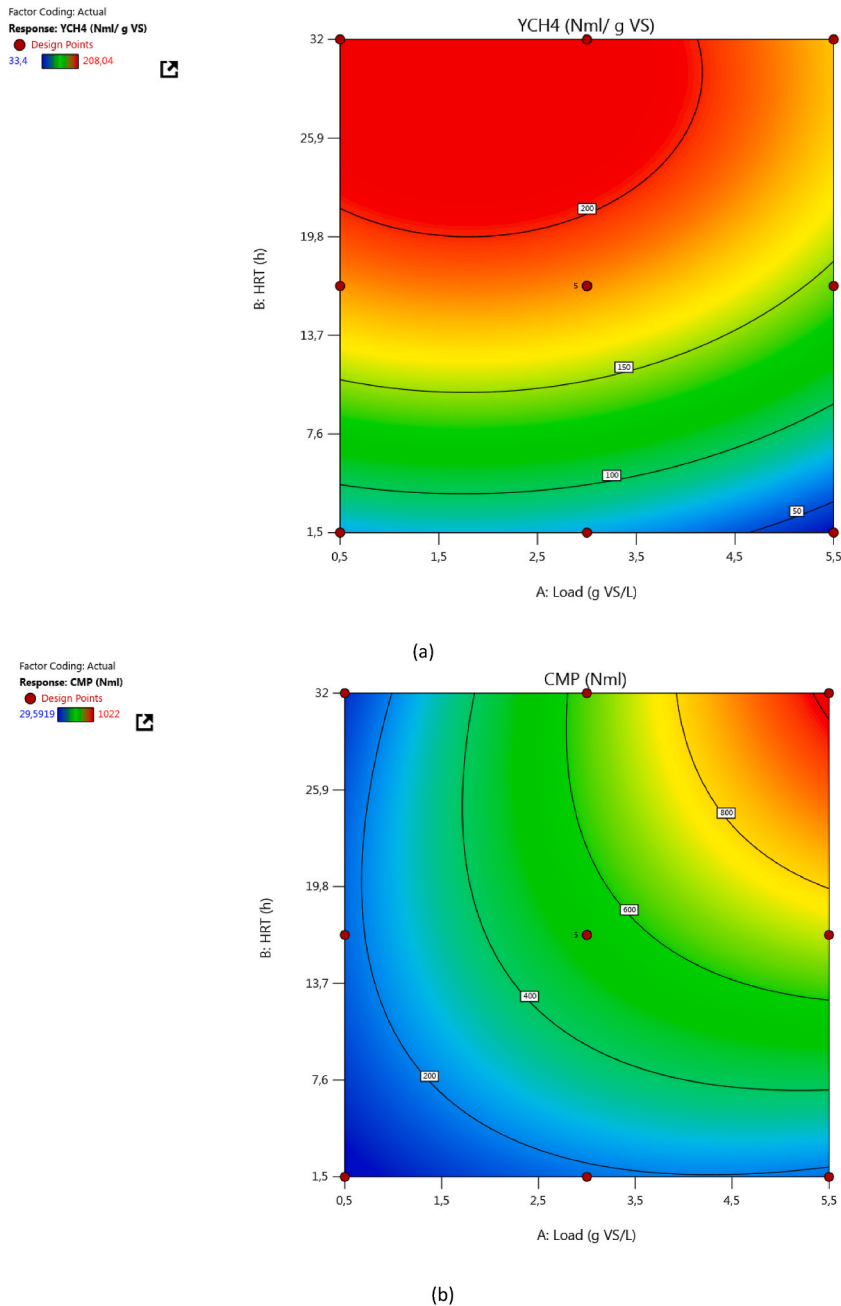 Factor Coding: Actual
Response: YCH4 (Nml/ g VS)
Design Points
33,4 208,04
YCH4 (Nml/ g VS)
32
25,9
19,8
13,7
7,6
1,5
B: HRT (h)
200
5
150
100
50
0,5 1,5 2,5 3,5 4,5 5,5
A: Load (g VS/L)
(a)
Factor Coding: Actual
Response: CMP (Nml)
Design Points
29,5919 1022
CMP (Nml)
32
25,9
19,8
13,7
7,6
1,5
B: HRT (h)
800
600
5
400
200
0,5 1,5 2,5 3,5 4,5 5,5
A: Load (g VS/L)
(b)